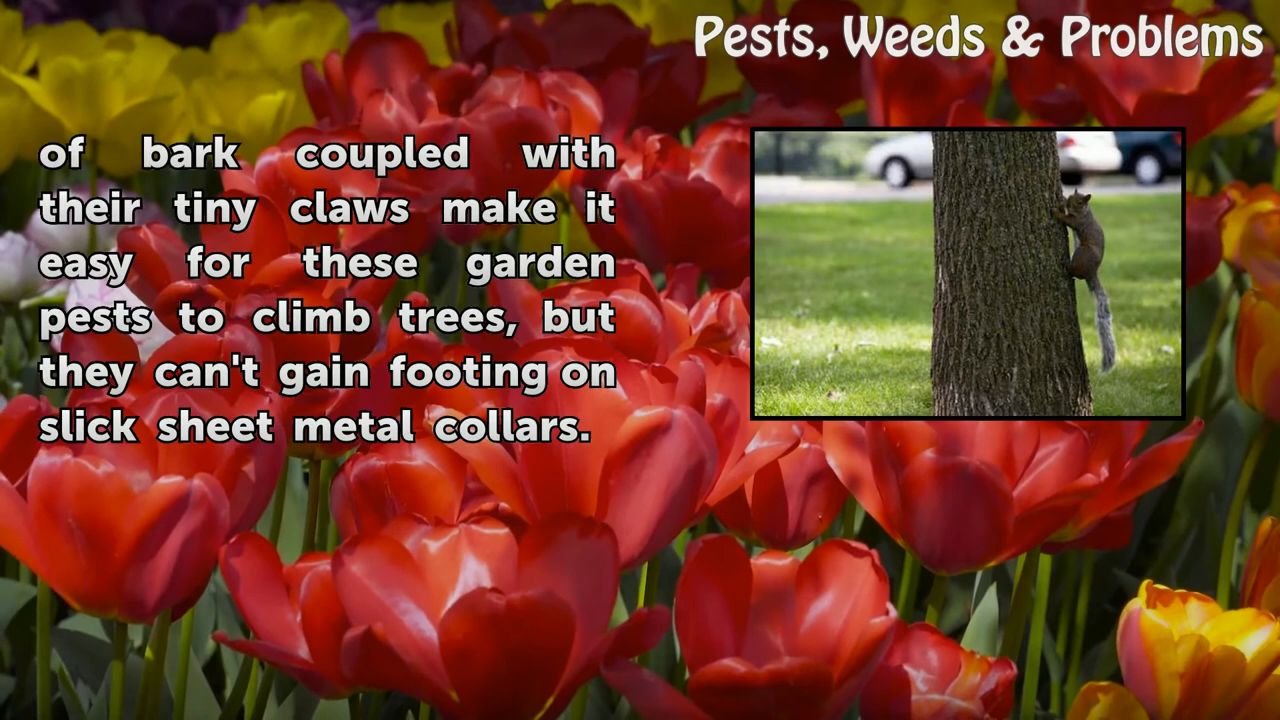 Pests, Weeds & Problems
of bark coupled with
their tiny claws make it
easy for these garden
pests to climb trees, but
they can't gain footing on
slick sheet metal collars.